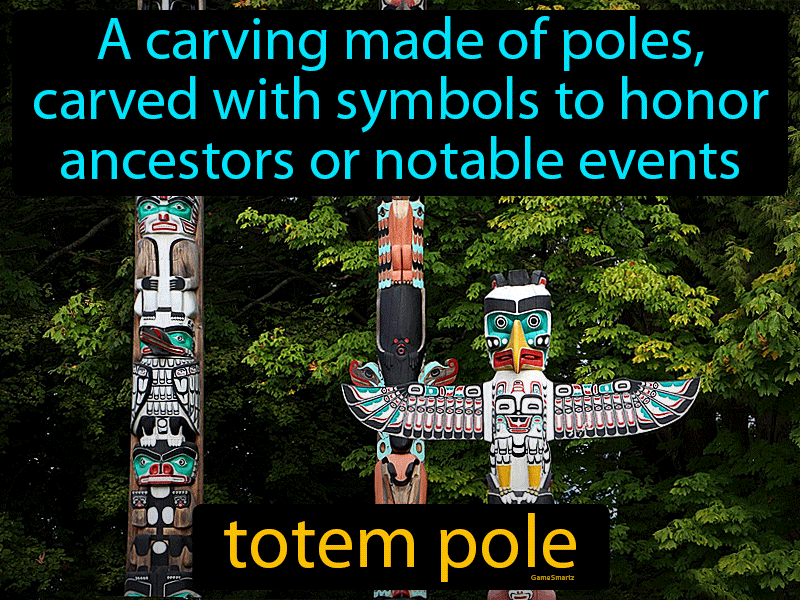 A carving made of poles,
carved with symbols to honor
ancestors or notable events
totem pole
GameSmartz